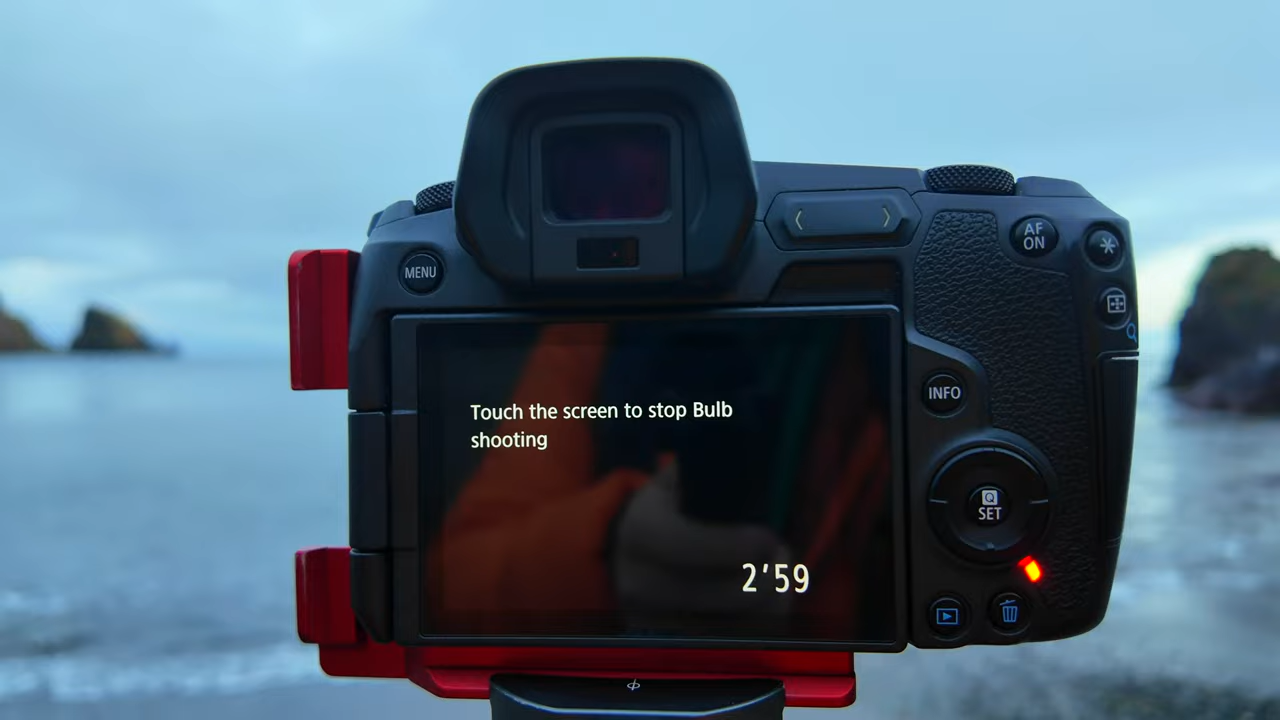 MENU
AF
ON
INFO
Touch the screen to stop Bulb
shooting
Q
SET
2'59